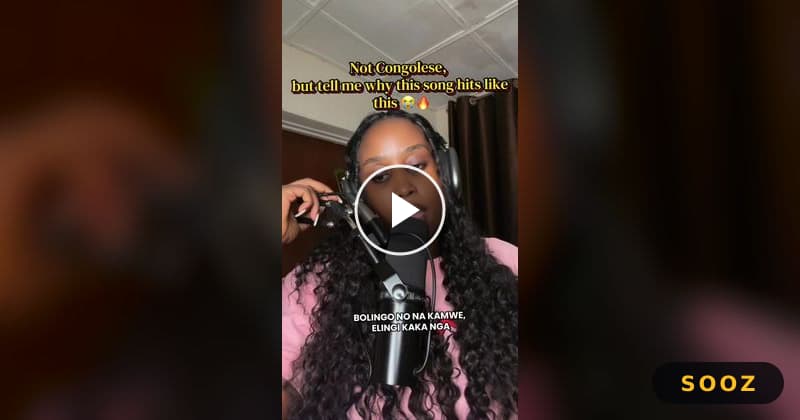 Not Congolese,
but tell me why this song hits like
this 😭🔥
BOLINGO NO NA KAMWE,
ELINGI KAKA NGA
SOOZ